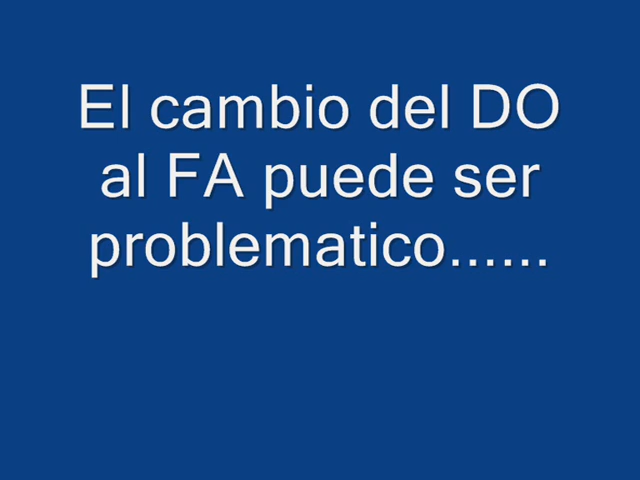 El cambio del DO
al FA puede ser
problematico......